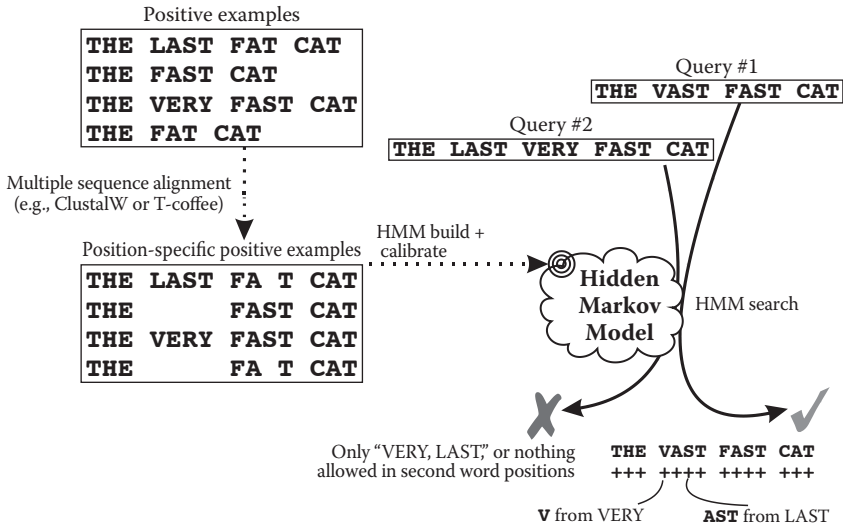 Positive examples
THE LAST FAT CAT
THE FAST CAT
THE VERY FAST CAT
THE FAT CAT
Query #1
THE VAST FAST CAT
Query #2
THE LAST VERY FAST CAT
Multiple sequence alignment
(e.g., ClustalW or T-coffee)
Position-specific positive examples
THE LAST FA T CAT
THE FAST CAT
THE VERY FAST CAT
THE FA T CAT
HMM build +
calibrate
Hidden
Markov
Model
HMM search
Only “VERY, LAST,” or nothing
allowed in second word positions
THE VAST FAST CAT
+++ ++++ ++++ +++
V from VERY
AST from LAST